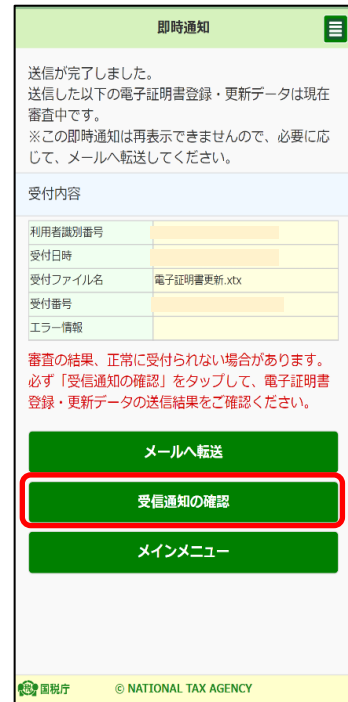 即時通知
送信が完了しました。
送信した以下の電子証明書登録・更新データは現在
審査中です。
※この即時通知は再表示できませんので、必要に応
じて、メールへ転送してください。
受付内容
利用者識別番号
受付日時
受付ファイル名 電子証明書更新.xtx
受付番号
エラー情報
審査の結果、正常に受付られない場合があります。
必ず「受信通知の確認」をタップして、電子証明書
登録・更新データの送信結果をご確認ください。
メールへ転送
受信通知の確認
メインメニュー
国税庁 © NATIONAL TAX AGENCY